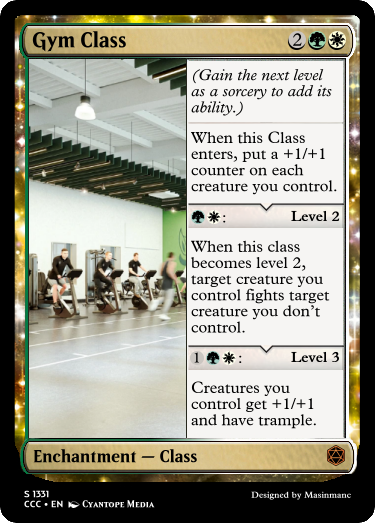 Gym Class 2
(Gain the next level
as a sorcery to add its
ability.)
When this Class
enters, put a +1/+1
counter on each
creature you control.
: Level 2
When this class
becomes level 2,
target creature you
control fights target
creature you don't
control.
1 : Level 3
Creatures you
control get +1/+1
and have trample.
Enchantment — Class
S 1331
CCC • EN Cyantope Media
Designed by Masinmanc